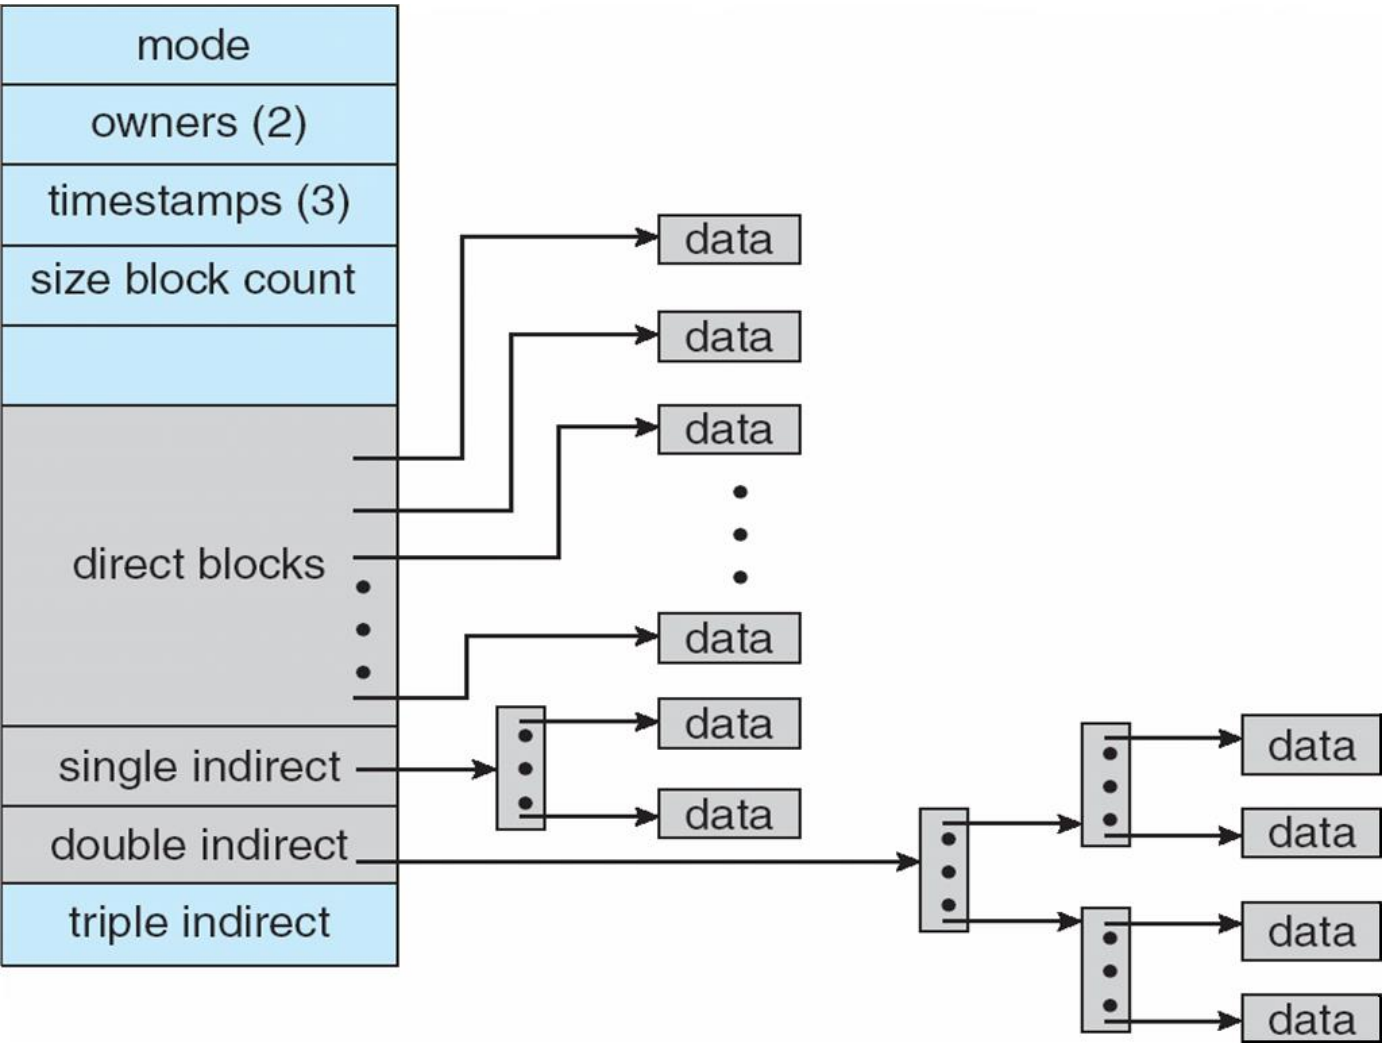 mode
owners (2)
timestamps (3)
size block count
direct blocks
single indirect
double indirect
triple indirect
data
data
data
data
data
data
data
data
data
data